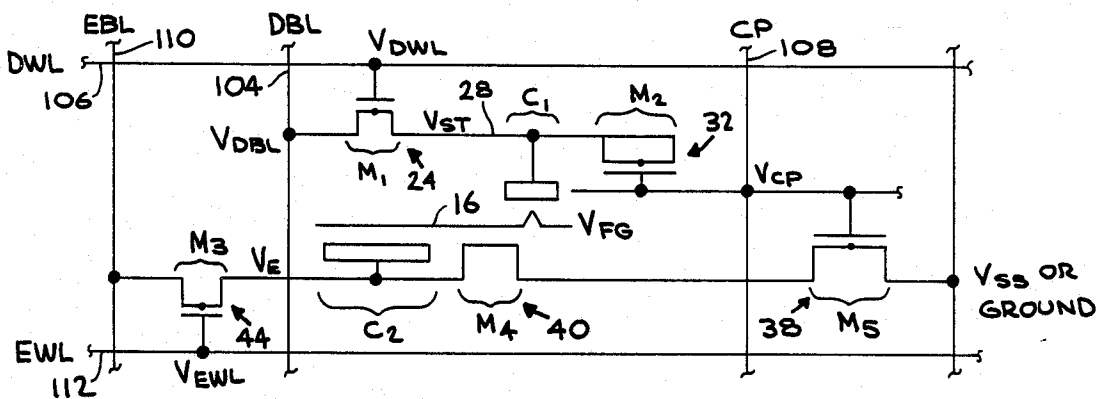 EBL
110
DBL
CP
108
DWL
106
104
V_DWL
V_DBL
M₁
24
V_ST
28
C₁
M₂
32
V_CP
16
V_FG
M₃
44
V_E
C₂
M₄
40
38
M₅
V_SS OR
GROUND
EWL
112
V_EWL